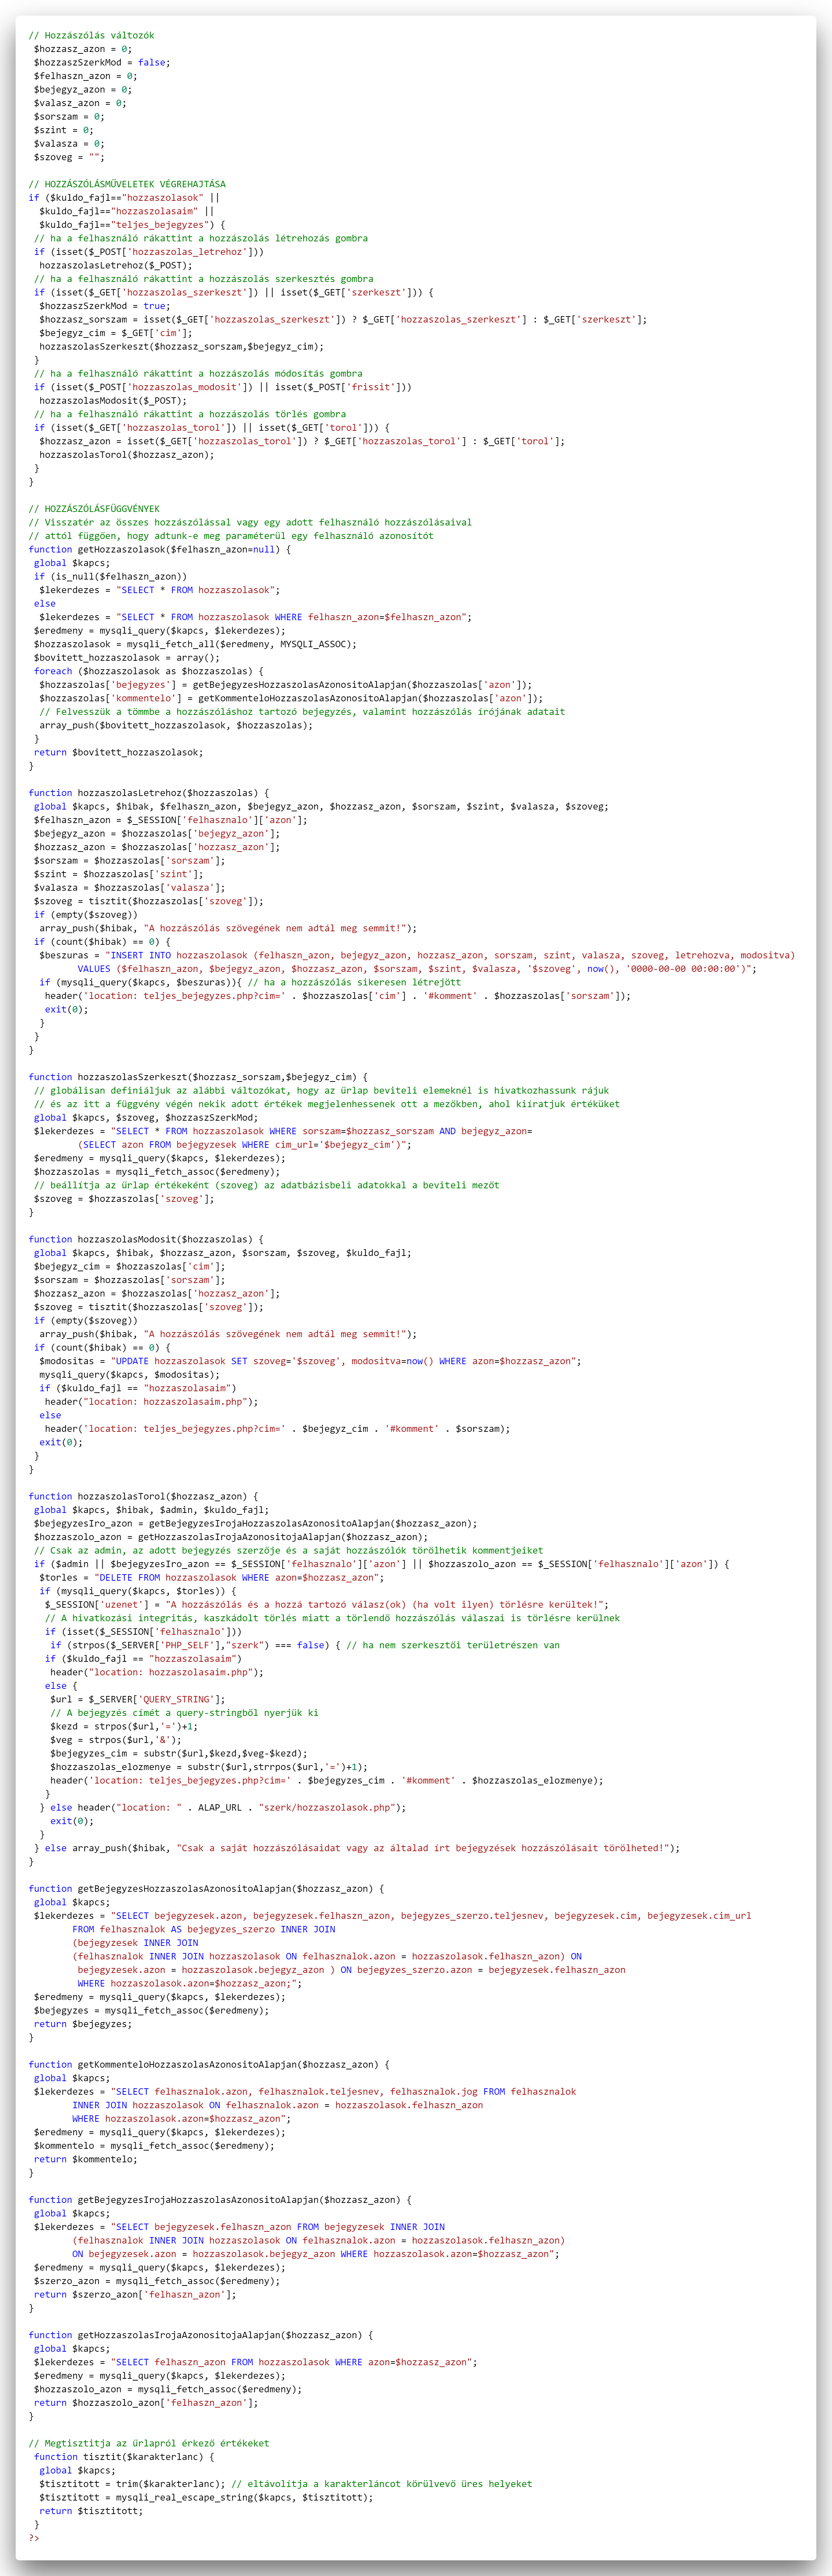 // Hozzászólás változók
$hozzasz_azon = 0;
$hozzaszSzerkMod = false;
$felhaszn_azon = 0;
$bejegyz_azon = 0;
$valasz_azon = 0;
$sorszam = 0;
$szint = 0;
$valasza = 0;
$szoveg = "";
// HOZZÁSZÓLÁSMŰVELETEK VÉGREHAJTÁSA
if ($kuldo_fajl=="hozzaszolasok" ||
$kuldo_fajl=="hozzaszolasaim" ||
$kuldo_fajl=="teljes_bejegyzes") {
// ha a felhasználó rákattint a hozzászólás létrehozás gombra
if (isset($_POST['hozzaszolas_letrehoz']))
hozzaszolasLetrehoz($_POST);
// ha a felhasználó rákattint a hozzászólás szerkesztés gombra
if (isset($_GET['hozzaszolas_szerkeszt']) || isset($_GET['szerkeszt'])) {
$hozzaszSzerkMod = true;
$hozzasz_sorszam = isset($_GET['hozzaszolas_szerkeszt']) ? $_GET['hozzaszolas_szerkeszt'] : $_GET['szerkeszt'];
$bejegyz_cim = $_GET['cim'];
hozzaszolasSzerkeszt($hozzasz_sorszam,$bejegyz_cim);
}
// ha a felhasználó rákattint a hozzászólás módosítás gombra
if (isset($_POST['hozzaszolas_modosit']) || isset($_POST['frissit']))
hozzaszolasModosit($_POST);
// ha a felhasználó rákattint a hozzászólás törlés gombra
if (isset($_GET['hozzaszolas_torol']) || isset($_GET['torol'])) {
$hozzasz_azon = isset($_GET['hozzaszolas_torol']) ? $_GET['hozzaszolas_torol'] : $_GET['torol'];
hozzaszolasTorol($hozzasz_azon);
}
}
// HOZZÁSZÓLÁSFÜGGVÉNYEK
// Visszatér az összes hozzászólással vagy egy adott felhasználó hozzászólásaival
// attól függően, hogy adtunk-e meg paraméterül egy felhasználó azonosítót
function getHozzaszolasok($felhaszn_azon=null) {
global $kapcs;
if (is_null($felhaszn_azon))
$lekerdezes = "SELECT * FROM hozzaszolasok";
else
$lekerdezes = "SELECT * FROM hozzaszolasok WHERE felhaszn_azon=$felhaszn_azon";
$eredmeny = mysqli_query($kapcs, $lekerdezes);
$hozzaszolasok = mysqli_fetch_all($eredmeny, MYSQLI_ASSOC);
$bovitett_hozzaszolasok = array();
foreach ($hozzaszolasok as $hozzaszolas) {
$hozzaszolas['bejegyzes'] = getBejegyzesHozzaszolasAzonositoAlapjan($hozzaszolas['azon']);
$hozzaszolas['kommentelo'] = getKommenteloHozzaszolasAzonositoAlapjan($hozzaszolas['azon']);
// Felvesszük a tömmbe a hozzászóláshoz tartozó bejegyzés, valamint hozzászólás írójának adatait
array_push($bovitett_hozzaszolasok, $hozzaszolas);
}
return $bovitett_hozzaszolasok;
}
function hozzaszolasLetrehoz($hozzaszolas) {
global $kapcs, $hibak, $felhaszn_azon, $bejegyz_azon, $hozzasz_azon, $sorszam, $szint, $valasza, $szoveg;
$felhaszn_azon = $_SESSION['felhasznalo']['azon'];
$bejegyz_azon = $hozzaszolas['bejegyz_azon'];
$hozzasz_azon = $hozzaszolas['hozzasz_azon'];
$sorszam = $hozzaszolas['sorszam'];
$szint = $hozzaszolas['szint'];
$valasza = $hozzaszolas['valasza'];
$szoveg = tisztit($hozzaszolas['szoveg']);
if (empty($szoveg))
array_push($hibak, "A hozzászólás szövegének nem adtál meg semmit!");
if (count($hibak) == 0) {
$beszuras = "INSERT INTO hozzaszolasok (felhaszn_azon, bejegyz_azon, hozzasz_azon, sorszam, szint, valasza, szoveg, letrehozva, modositva)
VALUES ($felhaszn_azon, $bejegyz_azon, $hozzasz_azon, $sorszam, $szint, $valasza, '$szoveg', now(), '0000-00-00 00:00:00')";
if (mysqli_query($kapcs, $beszuras)){ // ha a hozzászólás sikeresen létrejött
header('location: teljes_bejegyzes.php?cim=' . $hozzaszolas['cim'] . '#komment' . $hozzaszolas['sorszam']);
exit(0);
}
}
}
function hozzaszolasSzerkeszt($hozzasz_sorszam,$bejegyz_cim) {
// globálisan definiáljuk az alábbi változókat, hogy az űrlap beviteli elemeknél is hivatkozhassunk rájuk
// és az itt a függvény végén nekik adott értékek megjelenhessenek ott a mezőkben, ahol kiíratjuk értéküket
global $kapcs, $szoveg, $hozzaszSzerkMod;
$lekerdezes = "SELECT * FROM hozzaszolasok WHERE sorszam=$hozzasz_sorszam AND bejegyz_azon=
(SELECT azon FROM bejegyzesek WHERE cim_url='$bejegyz_cim')";
$eredmeny = mysqli_query($kapcs, $lekerdezes);
$hozzaszolas = mysqli_fetch_assoc($eredmeny);
// beállítja az űrlap értékeként (szoveg) az adatbázisbeli adatokkal a beviteli mezőt
$szoveg = $hozzaszolas['szoveg'];
}
function hozzaszolasModosit($hozzaszolas) {
global $kapcs, $hibak, $hozzasz_azon, $sorszam, $szoveg, $kuldo_fajl;
$bejegyz_cim = $hozzaszolas['cim'];
$sorszam = $hozzaszolas['sorszam'];
$hozzasz_azon = $hozzaszolas['hozzasz_azon'];
$szoveg = tisztit($hozzaszolas['szoveg']);
if (empty($szoveg))
array_push($hibak, "A hozzászólás szövegének nem adtál meg semmit!");
if (count($hibak) == 0) {
$modositas = "UPDATE hozzaszolasok SET szoveg='$szoveg', modositva=now() WHERE azon=$hozzasz_azon";
mysqli_query($kapcs, $modositas);
if ($kuldo_fajl == "hozzaszolasaim")
header("location: hozzaszolasaim.php");
else
header('location: teljes_bejegyzes.php?cim=' . $bejegyz_cim . '#komment' . $sorszam);
exit(0);
}
}
function hozzaszolasTorol($hozzasz_azon) {
global $kapcs, $hibak, $admin, $kuldo_fajl;
$bejegyzesIro_azon = getBejegyzesIrojaHozzaszolasAzonositoAlapjan($hozzasz_azon);
$hozzaszolo_azon = getHozzaszolasIrojaAzonositojaAlapjan($hozzasz_azon);
// Csak az admin, az adott bejegyzés szerzője és a saját hozzászólók törölhetik kommentjeiket
if ($admin || $bejegyzesIro_azon == $_SESSION['felhasznalo']['azon'] || $hozzaszolo_azon == $_SESSION['felhasznalo']['azon']) {
$torles = "DELETE FROM hozzaszolasok WHERE azon=$hozzasz_azon";
if (mysqli_query($kapcs, $torles)) {
$_SESSION['uzenet'] = "A hozzászólás és a hozzá tartozó válasz(ok) (ha volt ilyen) törlésre kerültek!";
// A hivatkozási integritás, kaszkádolt törlés miatt a törlendő hozzászólás válaszai is törlésre kerülnek
if (isset($_SESSION['felhasznalo']))
if (strpos($_SERVER['PHP_SELF'],"szerk") === false) { // ha nem szerkesztői területrészen van
if ($kuldo_fajl == "hozzaszolasaim")
header("location: hozzaszolasaim.php");
else {
$url = $_SERVER['QUERY_STRING'];
// A bejegyzés címét a query-stringből nyerjük ki
$kezd = strpos($url,'=')+1;
$veg = strpos($url,'&');
$bejegyzes_cim = substr($url,$kezd,$veg-$kezd);
$hozzaszolas_elozmenye = substr($url,strrpos($url,'=')+1);
header('location: teljes_bejegyzes.php?cim=' . $bejegyzes_cim . '#komment' . $hozzaszolas_elozmenye);
}
} else header("location: " . ALAP_URL . "szerk/hozzaszolasok.php");
exit(0);
}
} else array_push($hibak, "Csak a saját hozzászólásaidat vagy az általad írt bejegyzések hozzászólásait törölheted!");
}
function getBejegyzesHozzaszolasAzonositoAlapjan($hozzasz_azon) {
global $kapcs;
$lekerdezes = "SELECT bejegyzesek.azon, bejegyzesek.felhaszn_azon, bejegyzes_szerzo.teljesnev, bejegyzesek.cim, bejegyzesek.cim_url
FROM felhasznalok AS bejegyzes_szerzo INNER JOIN
(bejegyzesek INNER JOIN
(felhasznalok INNER JOIN hozzaszolasok ON felhasznalok.azon = hozzaszolasok.felhaszn_azon) ON
bejegyzesek.azon = hozzaszolasok.bejegyz_azon ) ON bejegyzes_szerzo.azon = bejegyzesek.felhaszn_azon
WHERE hozzaszolasok.azon=$hozzasz_azon;";
$eredmeny = mysqli_query($kapcs, $lekerdezes);
$bejegyzes = mysqli_fetch_assoc($eredmeny);
return $bejegyzes;
}
function getKommenteloHozzaszolasAzonositoAlapjan($hozzasz_azon) {
global $kapcs;
$lekerdezes = "SELECT felhasznalok.azon, felhasznalok.teljesnev, felhasznalok.jog FROM felhasznalok
INNER JOIN hozzaszolasok ON felhasznalok.azon = hozzaszolasok.felhaszn_azon
WHERE hozzaszolasok.azon=$hozzasz_azon";
$eredmeny = mysqli_query($kapcs, $lekerdezes);
$kommentelo = mysqli_fetch_assoc($eredmeny);
return $kommentelo;
}
function getBejegyzesIrojaHozzaszolasAzonositoAlapjan($hozzasz_azon) {
global $kapcs;
$lekerdezes = "SELECT bejegyzesek.felhaszn_azon FROM bejegyzesek INNER JOIN
(felhasznalok INNER JOIN hozzaszolasok ON felhasznalok.azon = hozzaszolasok.felhaszn_azon)
ON bejegyzesek.azon = hozzaszolasok.bejegyz_azon WHERE hozzaszolasok.azon=$hozzasz_azon";
$eredmeny = mysqli_query($kapcs, $lekerdezes);
$szerzo_azon = mysqli_fetch_assoc($eredmeny);
return $szerzo_azon['felhaszn_azon'];
}
function getHozzaszolasIrojaAzonositojaAlapjan($hozzasz_azon) {
global $kapcs;
$lekerdezes = "SELECT felhaszn_azon FROM hozzaszolasok WHERE azon=$hozzasz_azon";
$eredmeny = mysqli_query($kapcs, $lekerdezes);
$hozzaszolo_azon = mysqli_fetch_assoc($eredmeny);
return $hozzaszolo_azon['felhaszn_azon'];
}
// Megtisztitja az űrlapról érkező értékeket
function tisztit($karakterlanc) {
global $kapcs;
$tisztitott = trim($karakterlanc); // eltávolítja a karakterláncot körülvevő üres helyeket
$tisztitott = mysqli_real_escape_string($kapcs, $tisztitott);
return $tisztitott;
}
?>